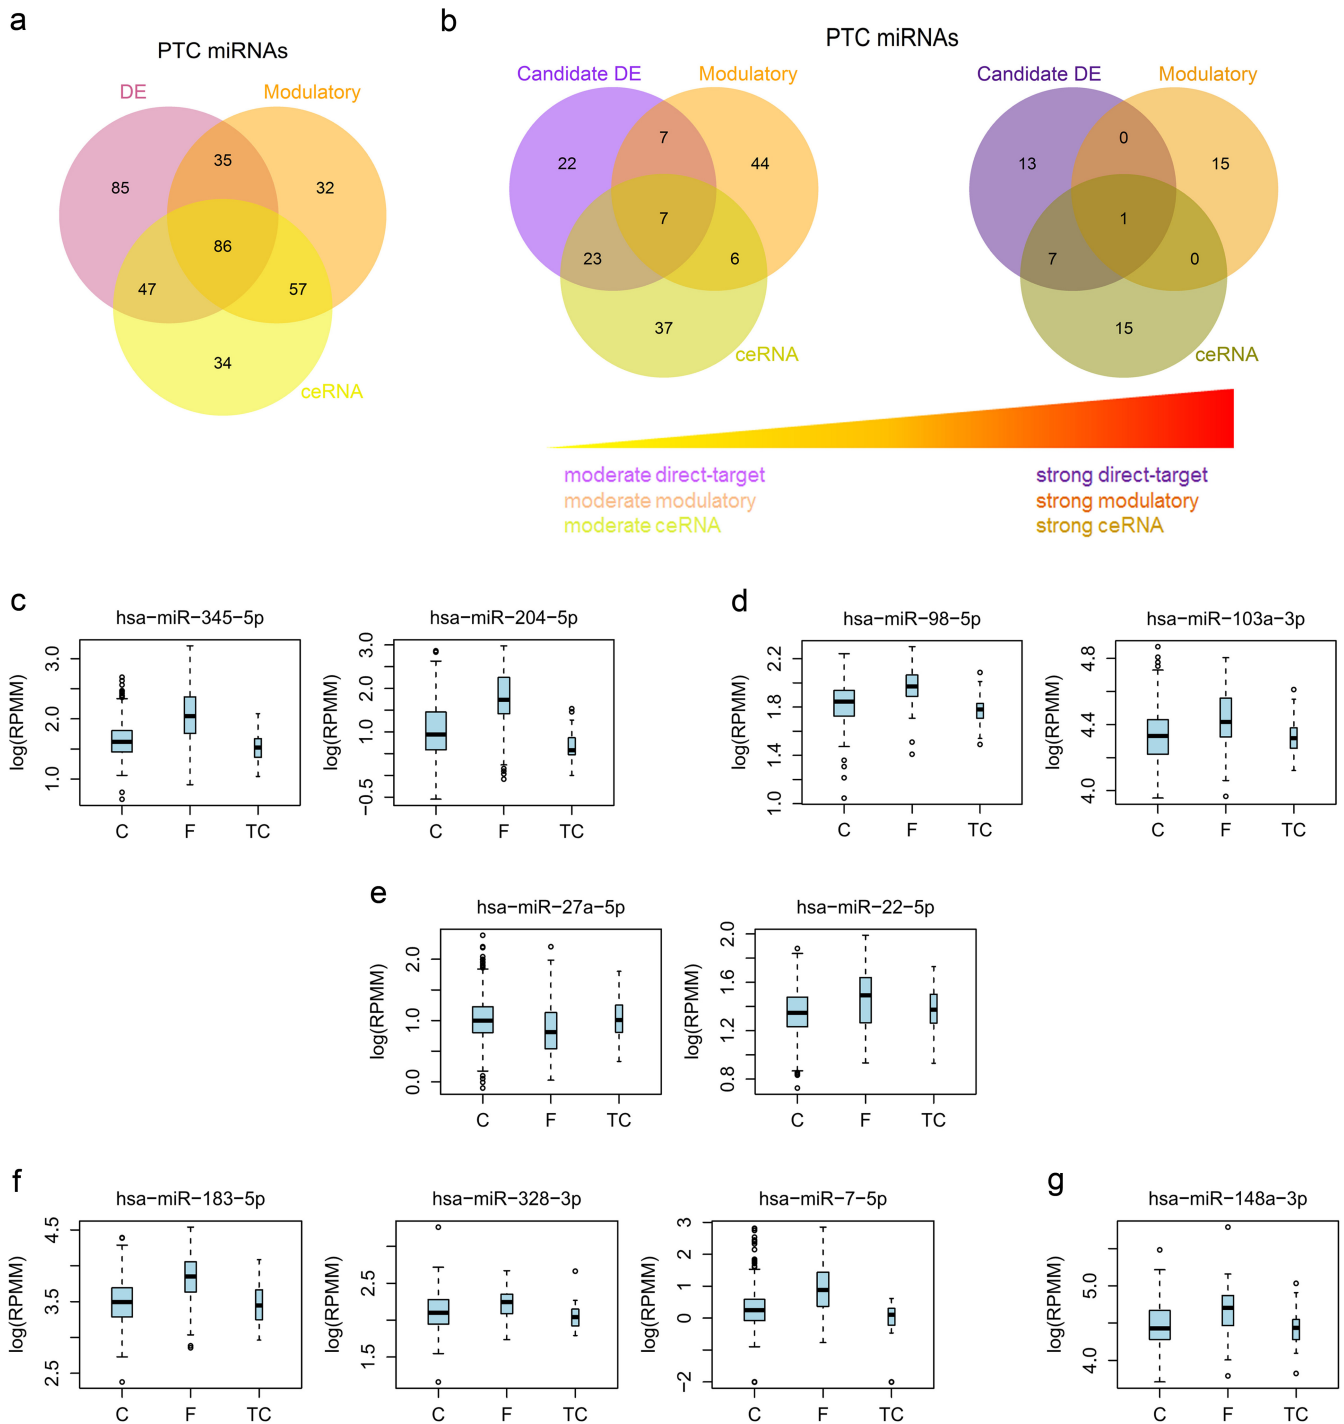 a
PTC miRNAs
DE
Modulatory
35
85
32
86
47
57
34
ceRNA
b
PTC miRNAs
Candidate DE
Modulatory
7
22
44
7
23
6
37
ceRNA
Candidate DE
Modulatory
0
13
15
1
7
0
15
ceRNA
moderate direct-target
moderate modulatory
moderate ceRNA
strong direct-target
strong modulatory
strong ceRNA
c
hsa−miR−345−5p
log(RPMM)
3.0
2.0
1.0
C F TC
hsa−miR−204−5p
log(RPMM)
3.0
2.0
1.0
−0.5
C F TC
d
hsa−miR−98−5p
log(RPMM)
2.2
1.8
1.4
1.0
C F TC
hsa−miR−103a−3p
log(RPMM)
4.8
4.4
4.0
C F TC
e
hsa−miR−27a−5p
log(RPMM)
2.0
1.0
0.0
C F TC
hsa−miR−22−5p
log(RPMM)
2.0
1.6
1.2
0.8
C F TC
f
hsa−miR−183−5p
log(RPMM)
4.5
3.5
2.5
C F TC
hsa−miR−328−3p
log(RPMM)
2.5
1.5
C F TC
hsa−miR−7−5p
log(RPMM)
3
2
1
0
−2
C F TC
g
hsa−miR−148a−3p
log(RPMM)
5.0
4.0
C F TC